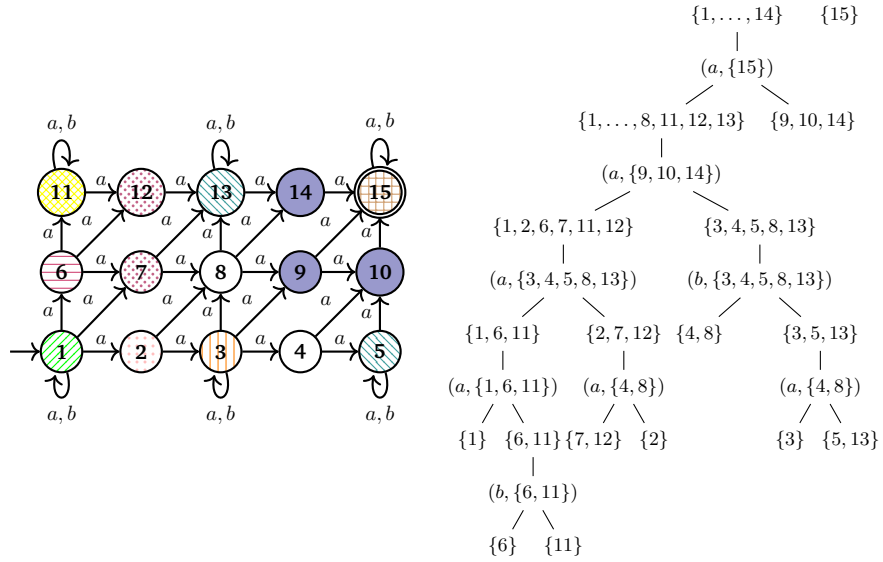 a, b a, b a, b
11 a 12 a 13 a 14 a 15
a a a a a a a
6 a 7 a 8 a 9 a 10
a a a a a a a
1 a 2 a 3 a 4 a 5
a, b a, b a, b
{1, . . . , 14} {15}
(a, {15})
{1, . . . , 8, 11, 12, 13} {9, 10, 14}
(a, {9, 10, 14})
{1, 2, 6, 7, 11, 12} {3, 4, 5, 8, 13}
(a, {3, 4, 5, 8, 13}) (b, {3, 4, 5, 8, 13})
{1, 6, 11} {2, 7, 12} {4, 8} {3, 5, 13}
(a, {1, 6, 11}) (a, {4, 8}) (a, {4, 8})
{1} {6, 11} {7, 12} {2} {3} {5, 13}
(b, {6, 11})
{6} {11}